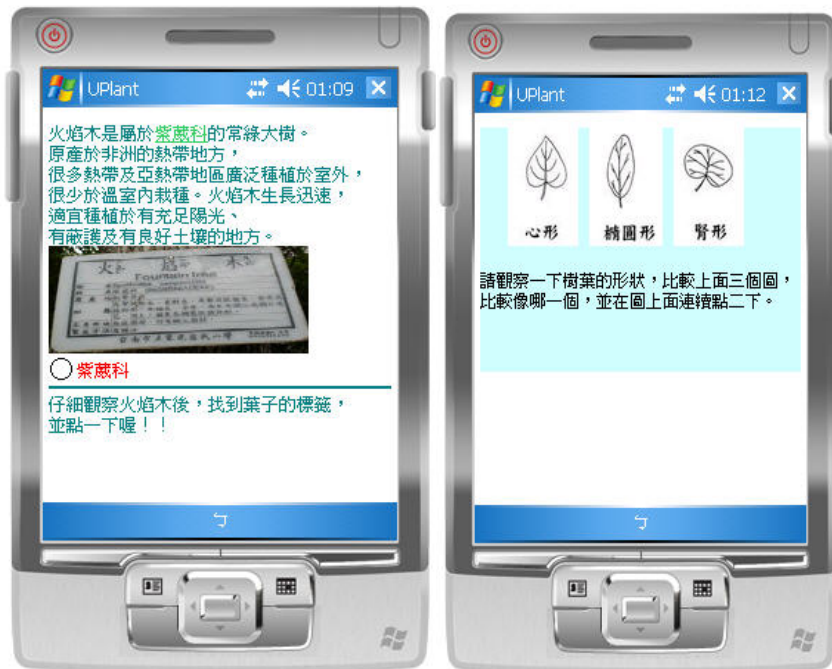 UPlant 01:09
火焰木是屬於紫葳科的常綠大樹。
原產於非洲的熱帶地方，
很多熱帶及亞熱帶地區廣泛種植於室外，
很少於溫室內栽種。火焰木生長迅速，
適宜種植於有充足陽光、
有蔽護及有良好土壤的地方。
火 焰 木
Fountain tree
紫葳科
仔細觀察火焰木後，找到葉子的標籤，
並點一下喔！！
ㄅ
UPlant 01:12
心形 橢圓形 腎形
請觀察一下樹葉的形狀，比較上面三個圖，
比較像哪一個，並在圖上面連續點二下。
ㄅ